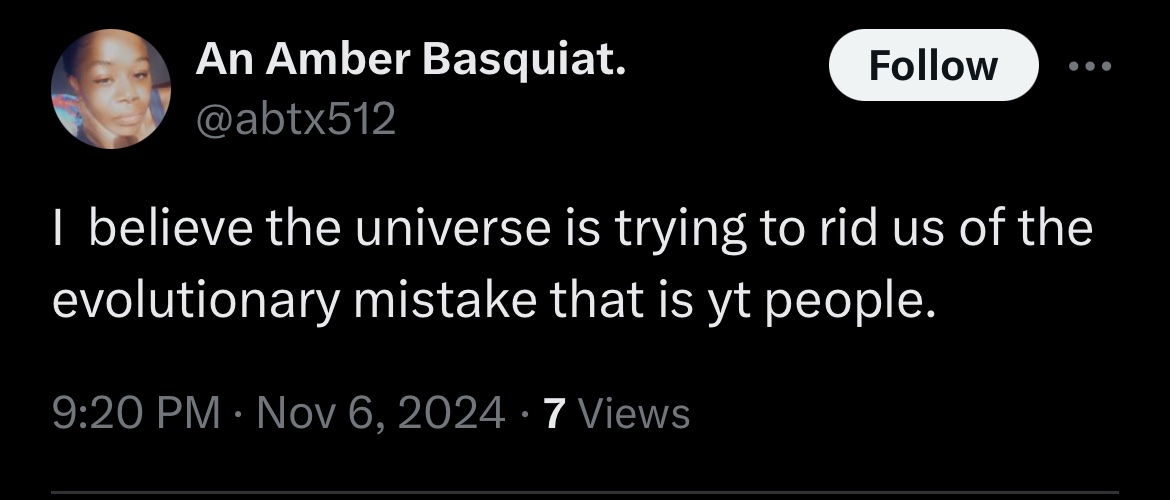 An Amber Basquiat.
Follow
@abtx512
I believe the universe is trying to rid us of the
evolutionary mistake that is yt people.
9:20 PM · Nov 6, 2024 · 7 Views